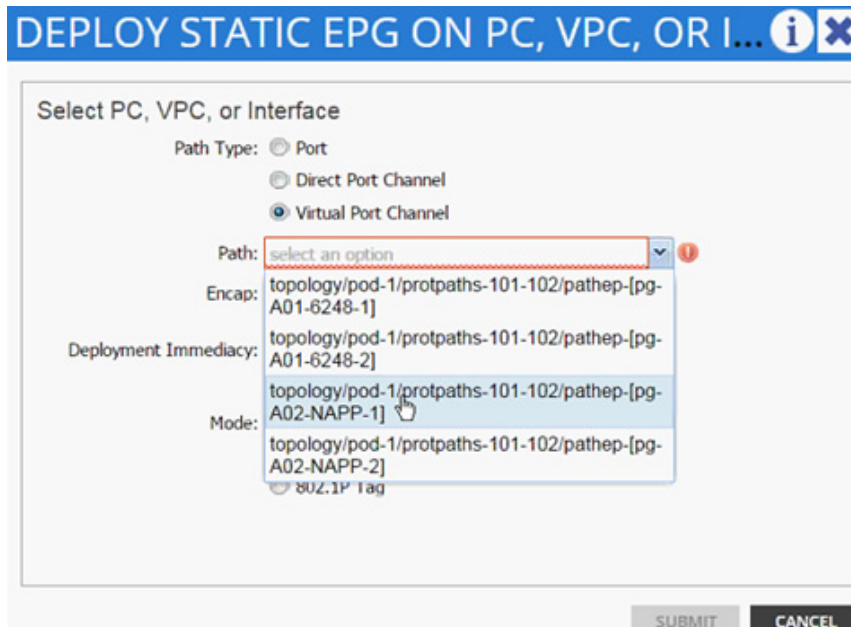 DEPLOY STATIC EPG ON PC, VPC, OR I...
Select PC, VPC, or Interface
Path Type: Port
Direct Port Channel
Virtual Port Channel
Path: select an option
Encap:
topology/pod-1/protpaths-101-102/pathep-[pg-
A01-6248-1]
Deployment Immediacy:
topology/pod-1/protpaths-101-102/pathep-[pg-
A01-6248-2]
topology/pod-1/protpaths-101-102/pathep-[pg-
A02-NAPP-1]
Mode:
topology/pod-1/protpaths-101-102/pathep-[pg-
A02-NAPP-2]
802.1P Tag
SUBMIT CANCEL